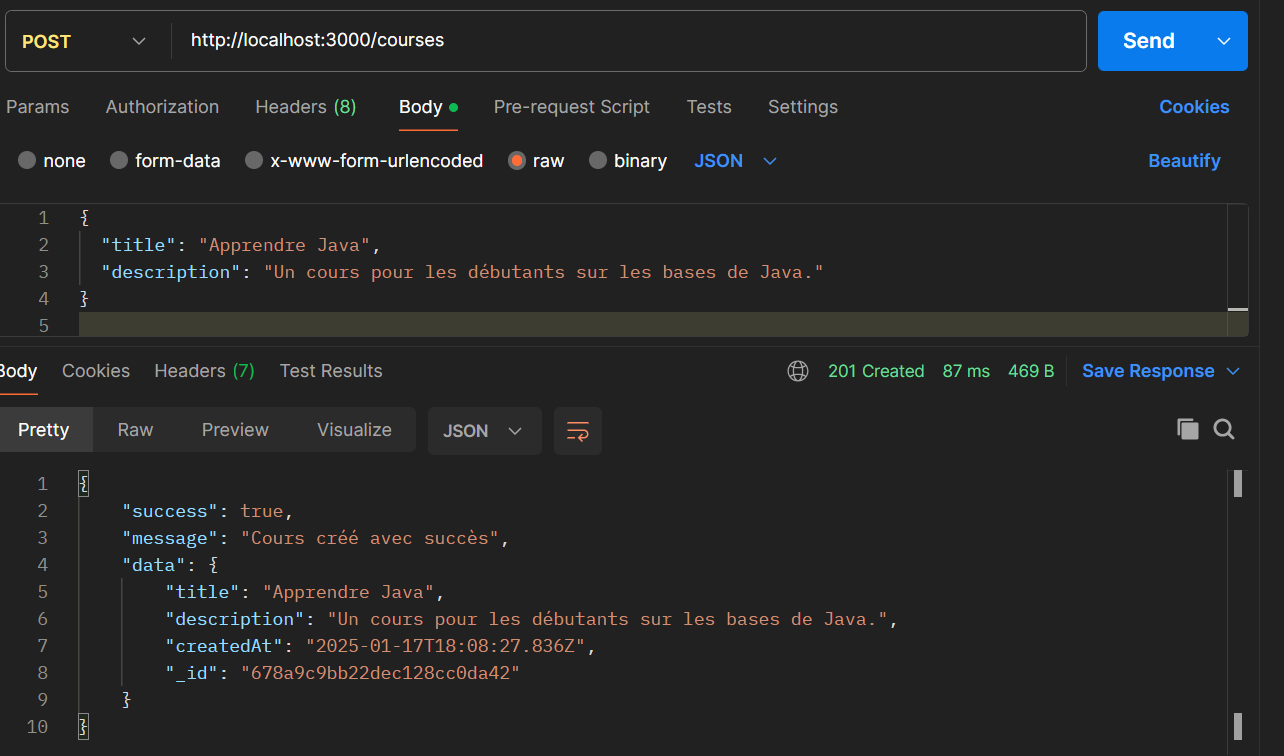 POST http://localhost:3000/courses Send
Params Authorization Headers (8) Body Pre-request Script Tests Settings Cookies
none form-data x-www-form-urlencoded raw binary JSON Beautify
1 {
2 "title": "Apprendre Java",
3 "description": "Un cours pour les débutants sur les bases de Java."
4 }
5
Body Cookies Headers (7) Test Results 201 Created 87 ms 469 B Save Response
Pretty Raw Preview Visualize JSON
1 {
2 "success": true,
3 "message": "Cours créé avec succès",
4 "data": {
5 "title": "Apprendre Java",
6 "description": "Un cours pour les débutants sur les bases de Java.",
7 "createdAt": "2025-01-17T18:08:27.836Z",
8 "_id": "678a9c9bb22dec128cc0da42"
9 }
10 }